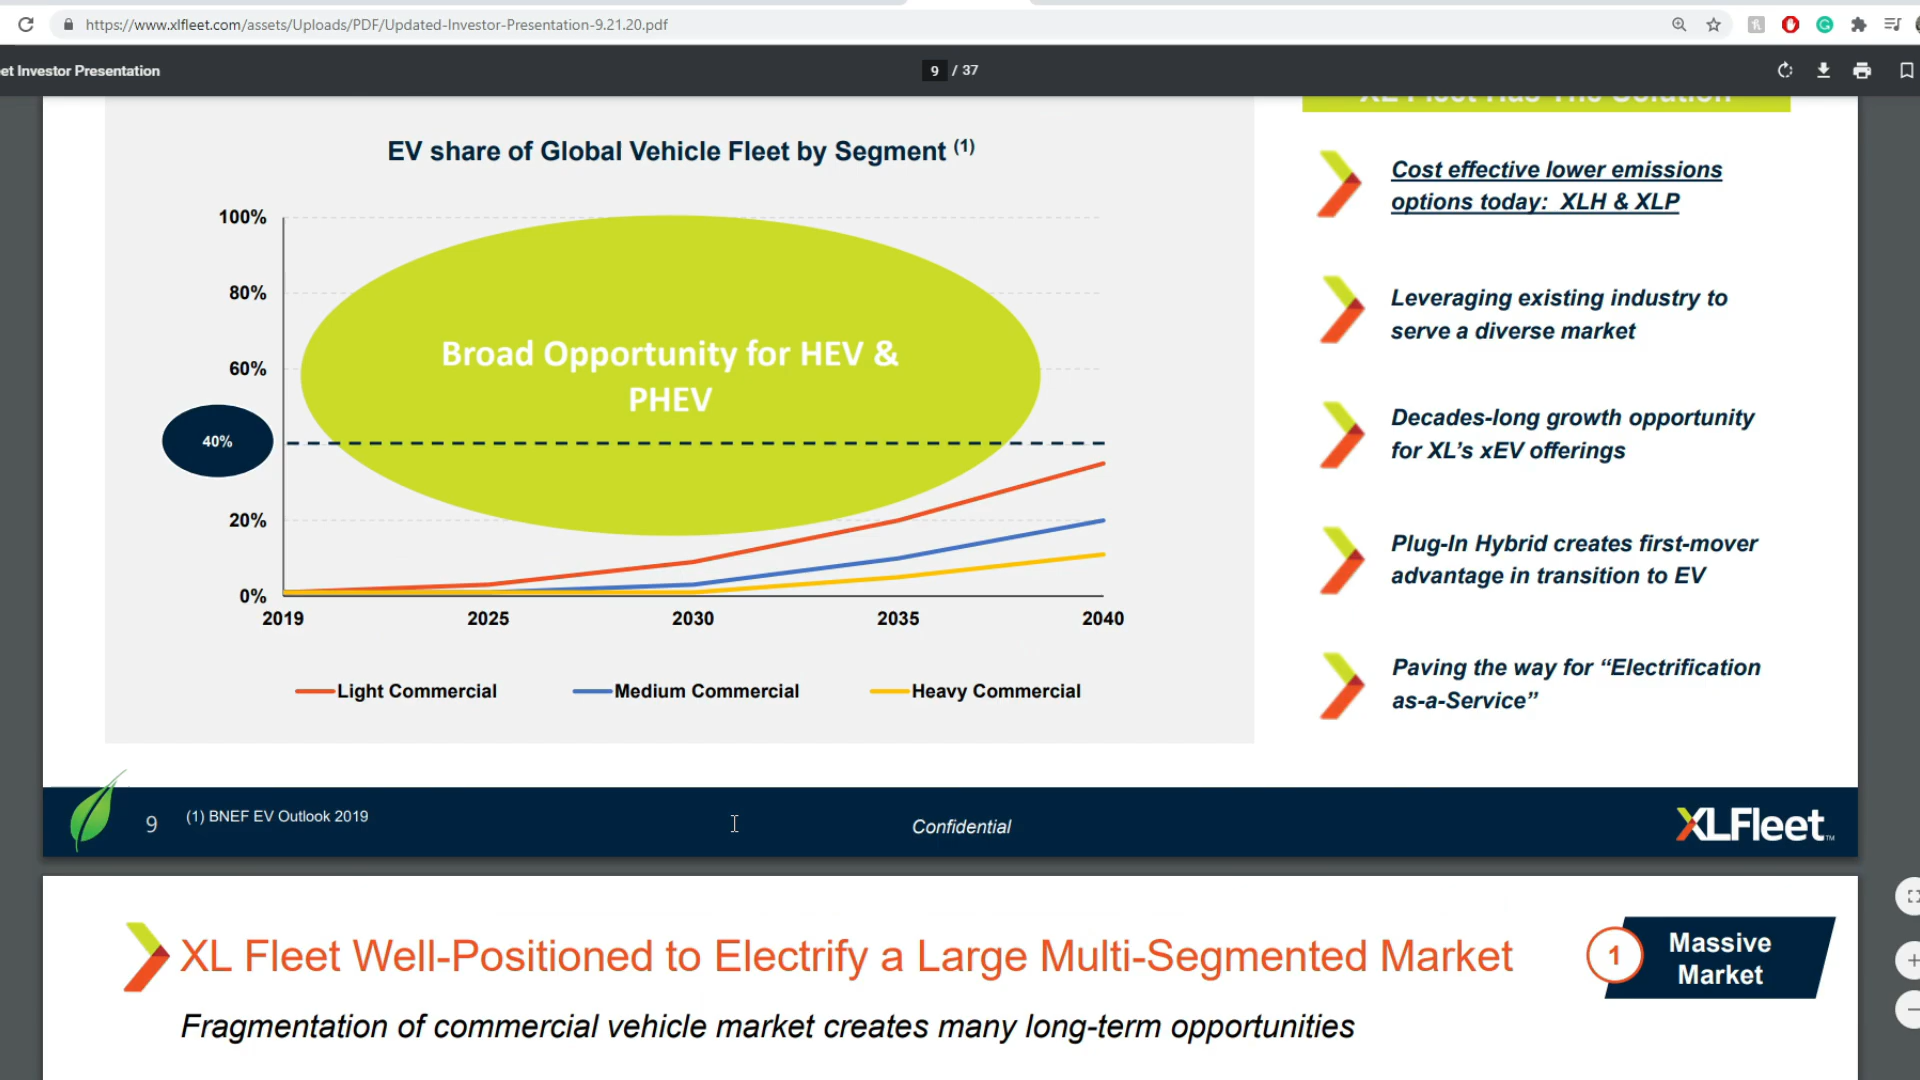 https://www.xlfleet.com/assets/Uploads/PDF/Updated-Investor-Presentation-9.21.20.pdf
et Investor Presentation
9 / 37
XL Fleet Has The Solution
EV share of Global Vehicle Fleet by Segment (1)
100%
80%
60%
40%
20%
0%
Broad Opportunity for HEV &
PHEV
2019 2025 2030 2035 2040
Light Commercial Medium Commercial Heavy Commercial
Cost effective lower emissions
options today: XLH & XLP
Leveraging existing industry to
serve a diverse market
Decades-long growth opportunity
for XL’s xEV offerings
Plug-In Hybrid creates first-mover
advantage in transition to EV
Paving the way for “Electrification
as-a-Service”
9
(1) BNEF EV Outlook 2019
Confidential
XLFleet™
XL Fleet Well-Positioned to Electrify a Large Multi-Segmented Market
1
Massive
Market
Fragmentation of commercial vehicle market creates many long-term opportunities